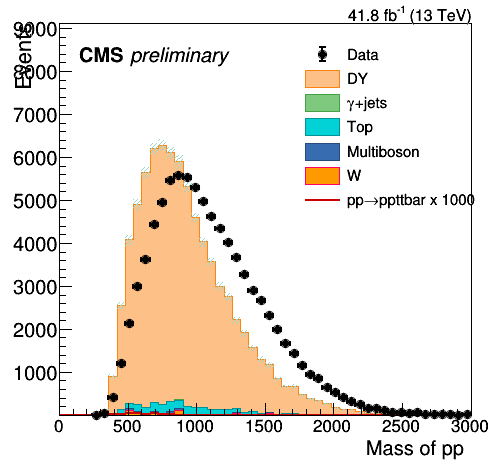 41.8 fb⁻¹ (13 TeV)
Events
CMS preliminary
Data
DY
γ+jets
Top
Multiboson
W
pp→ppttbar x 1000
9000
8000
7000
6000
5000
4000
3000
2000
1000
0 500 1000 1500 2000 2500 3000
Mass of pp